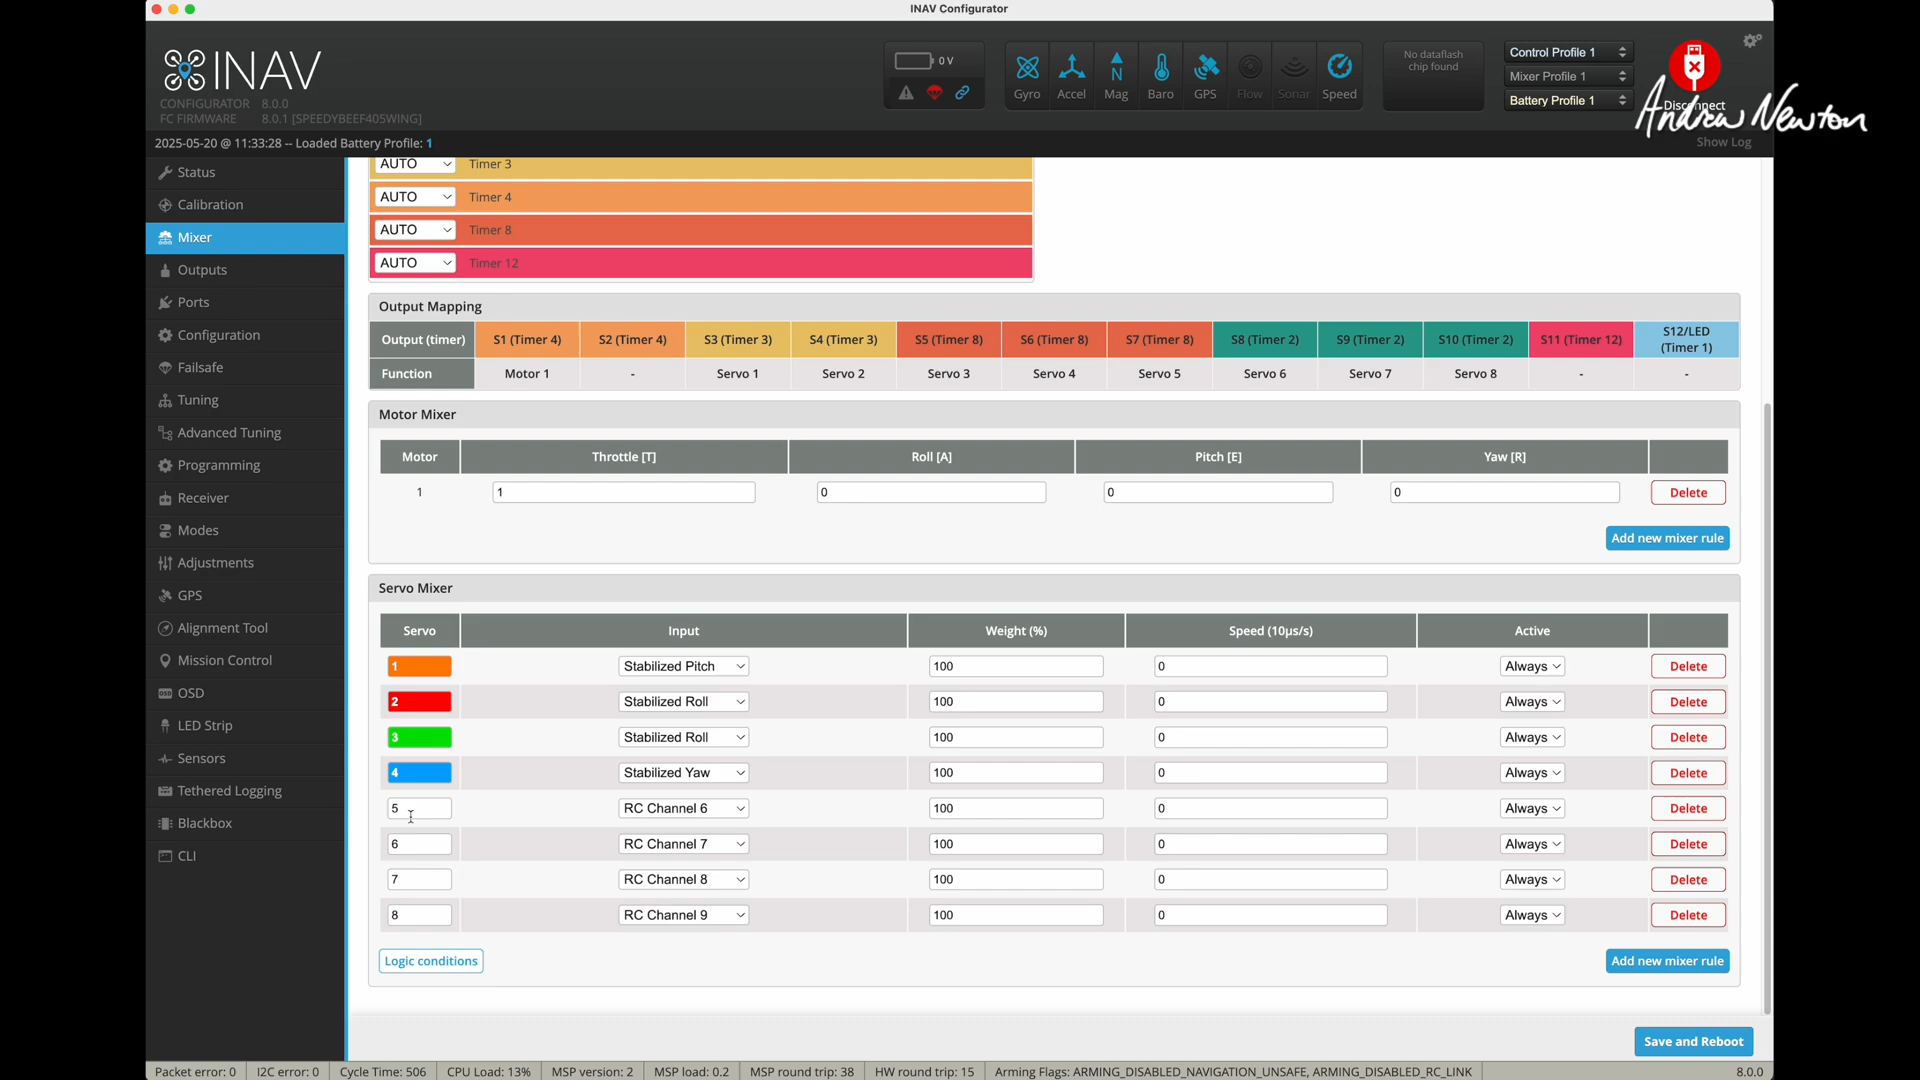 INAV Configurator
INAV
CONFIGURATOR 8.0.0
FC FIRMWARE 8.0.1 [SPEEDYBEEF405WING]
0 V
Gyro Accel Mag Baro GPS Flow Sonar Speed
No dataflash
chip found
Control Profile 1
Mixer Profile 1
Battery Profile 1
Disconnect
Andrew Newton
2025-05-20 @ 11:33:28 -- Loaded Battery Profile: 1
Show Log
Status
Calibration
Mixer
Outputs
Ports
Configuration
Failsafe
Tuning
Advanced Tuning
Programming
Receiver
Modes
Adjustments
GPS
Alignment Tool
Mission Control
OSD
LED Strip
Sensors
Tethered Logging
Blackbox
CLI
AUTO Timer 3
AUTO Timer 4
AUTO Timer 8
AUTO Timer 12
Output Mapping
Output (timer) S1 (Timer 4) S2 (Timer 4) S3 (Timer 3) S4 (Timer 3) S5 (Timer 8) S6 (Timer 8) S7 (Timer 8) S8 (Timer 2) S9 (Timer 2) S10 (Timer 2) S11 (Timer 12) S12/LED (Timer 1)
Function Motor 1 - Servo 1 Servo 2 Servo 3 Servo 4 Servo 5 Servo 6 Servo 7 Servo 8 - -
Motor Mixer
Motor Throttle [T] Roll [A] Pitch [E] Yaw [R]
1 1 0 0 0 Delete
Add new mixer rule
Servo Mixer
Servo Input Weight (%) Speed (10µs/s) Active
1 Stabilized Pitch 100 0 Always Delete
2 Stabilized Roll 100 0 Always Delete
3 Stabilized Roll 100 0 Always Delete
4 Stabilized Yaw 100 0 Always Delete
5 RC Channel 6 100 0 Always Delete
6 RC Channel 7 100 0 Always Delete
7 RC Channel 8 100 0 Always Delete
8 RC Channel 9 100 0 Always Delete
Logic conditions
Add new mixer rule
Save and Reboot
Packet error: 0 I2C error: 0 Cycle Time: 506 CPU Load: 13% MSP version: 2 MSP load: 0.2 MSP round trip: 38 HW round trip: 15 Arming Flags: ARMING_DISABLED_NAVIGATION_UNSAFE, ARMING_DISABLED_RC_LINK 8.0.0